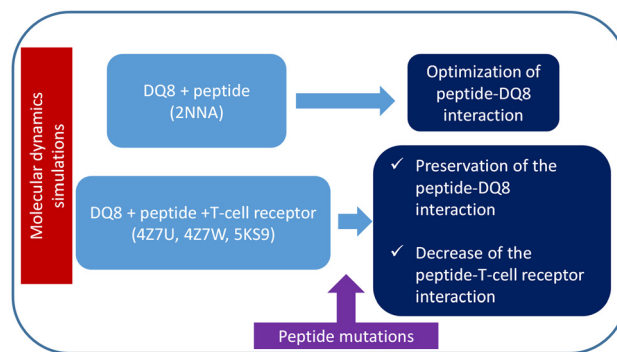 Molecular dynamics
simulations
DQ8 + peptide
(2NNA)
Optimization of
peptide-DQ8
interaction
DQ8 + peptide +T-cell receptor
(4Z7U, 4Z7W, 5KS9)
✓ Preservation of the
peptide-DQ8
interaction
✓ Decrease of the
peptide-T-cell receptor
interaction
Peptide mutations